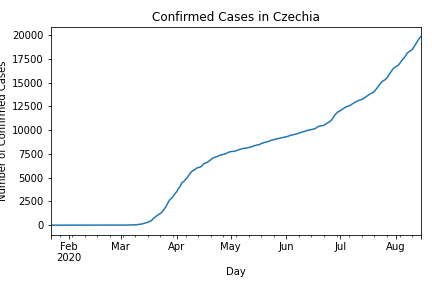 Confirmed Cases in Czechia
Number of Confirmed Cases
20000
17500
15000
12500
10000
7500
5000
2500
0
Feb Mar Apr May Jun Jul Aug
2020
Day